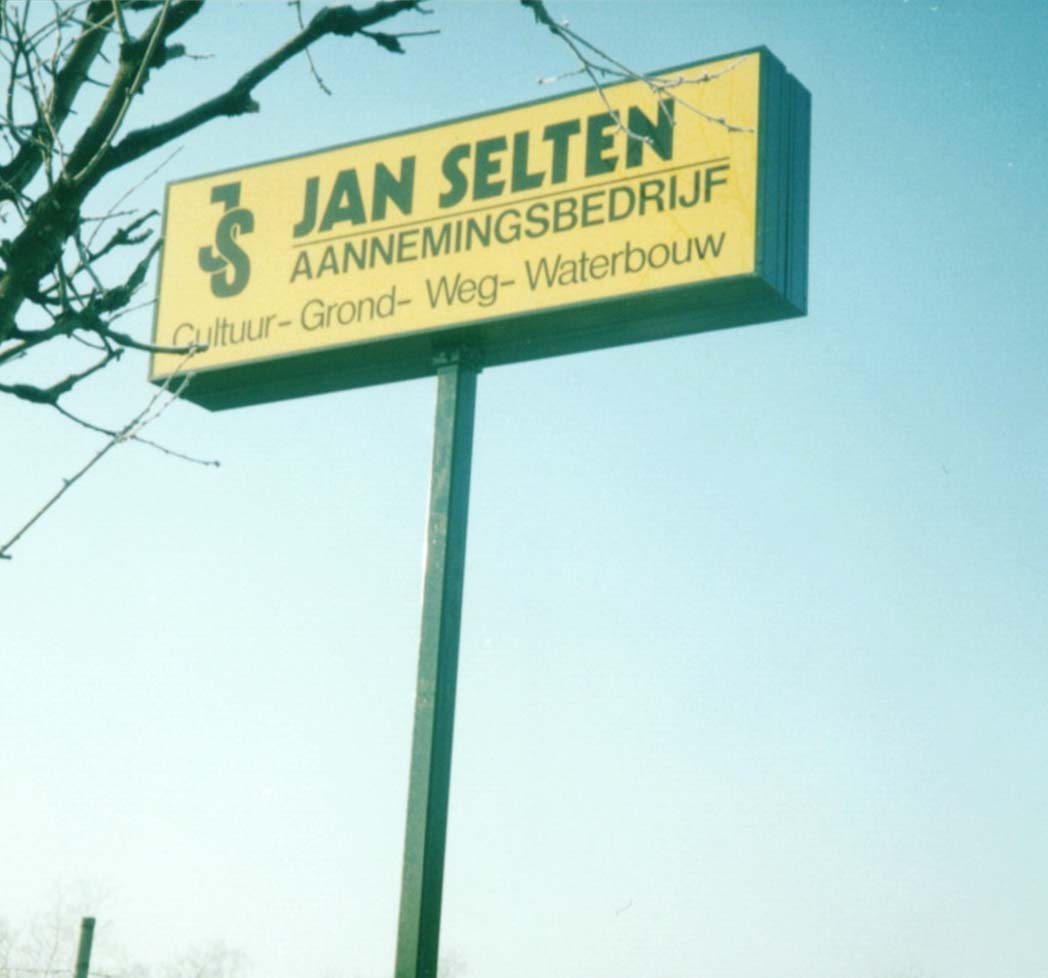 JS
JAN SELTEN
AANNEMINGSBEDRIJF
Cultuur- Grond- Weg- Waterbouw